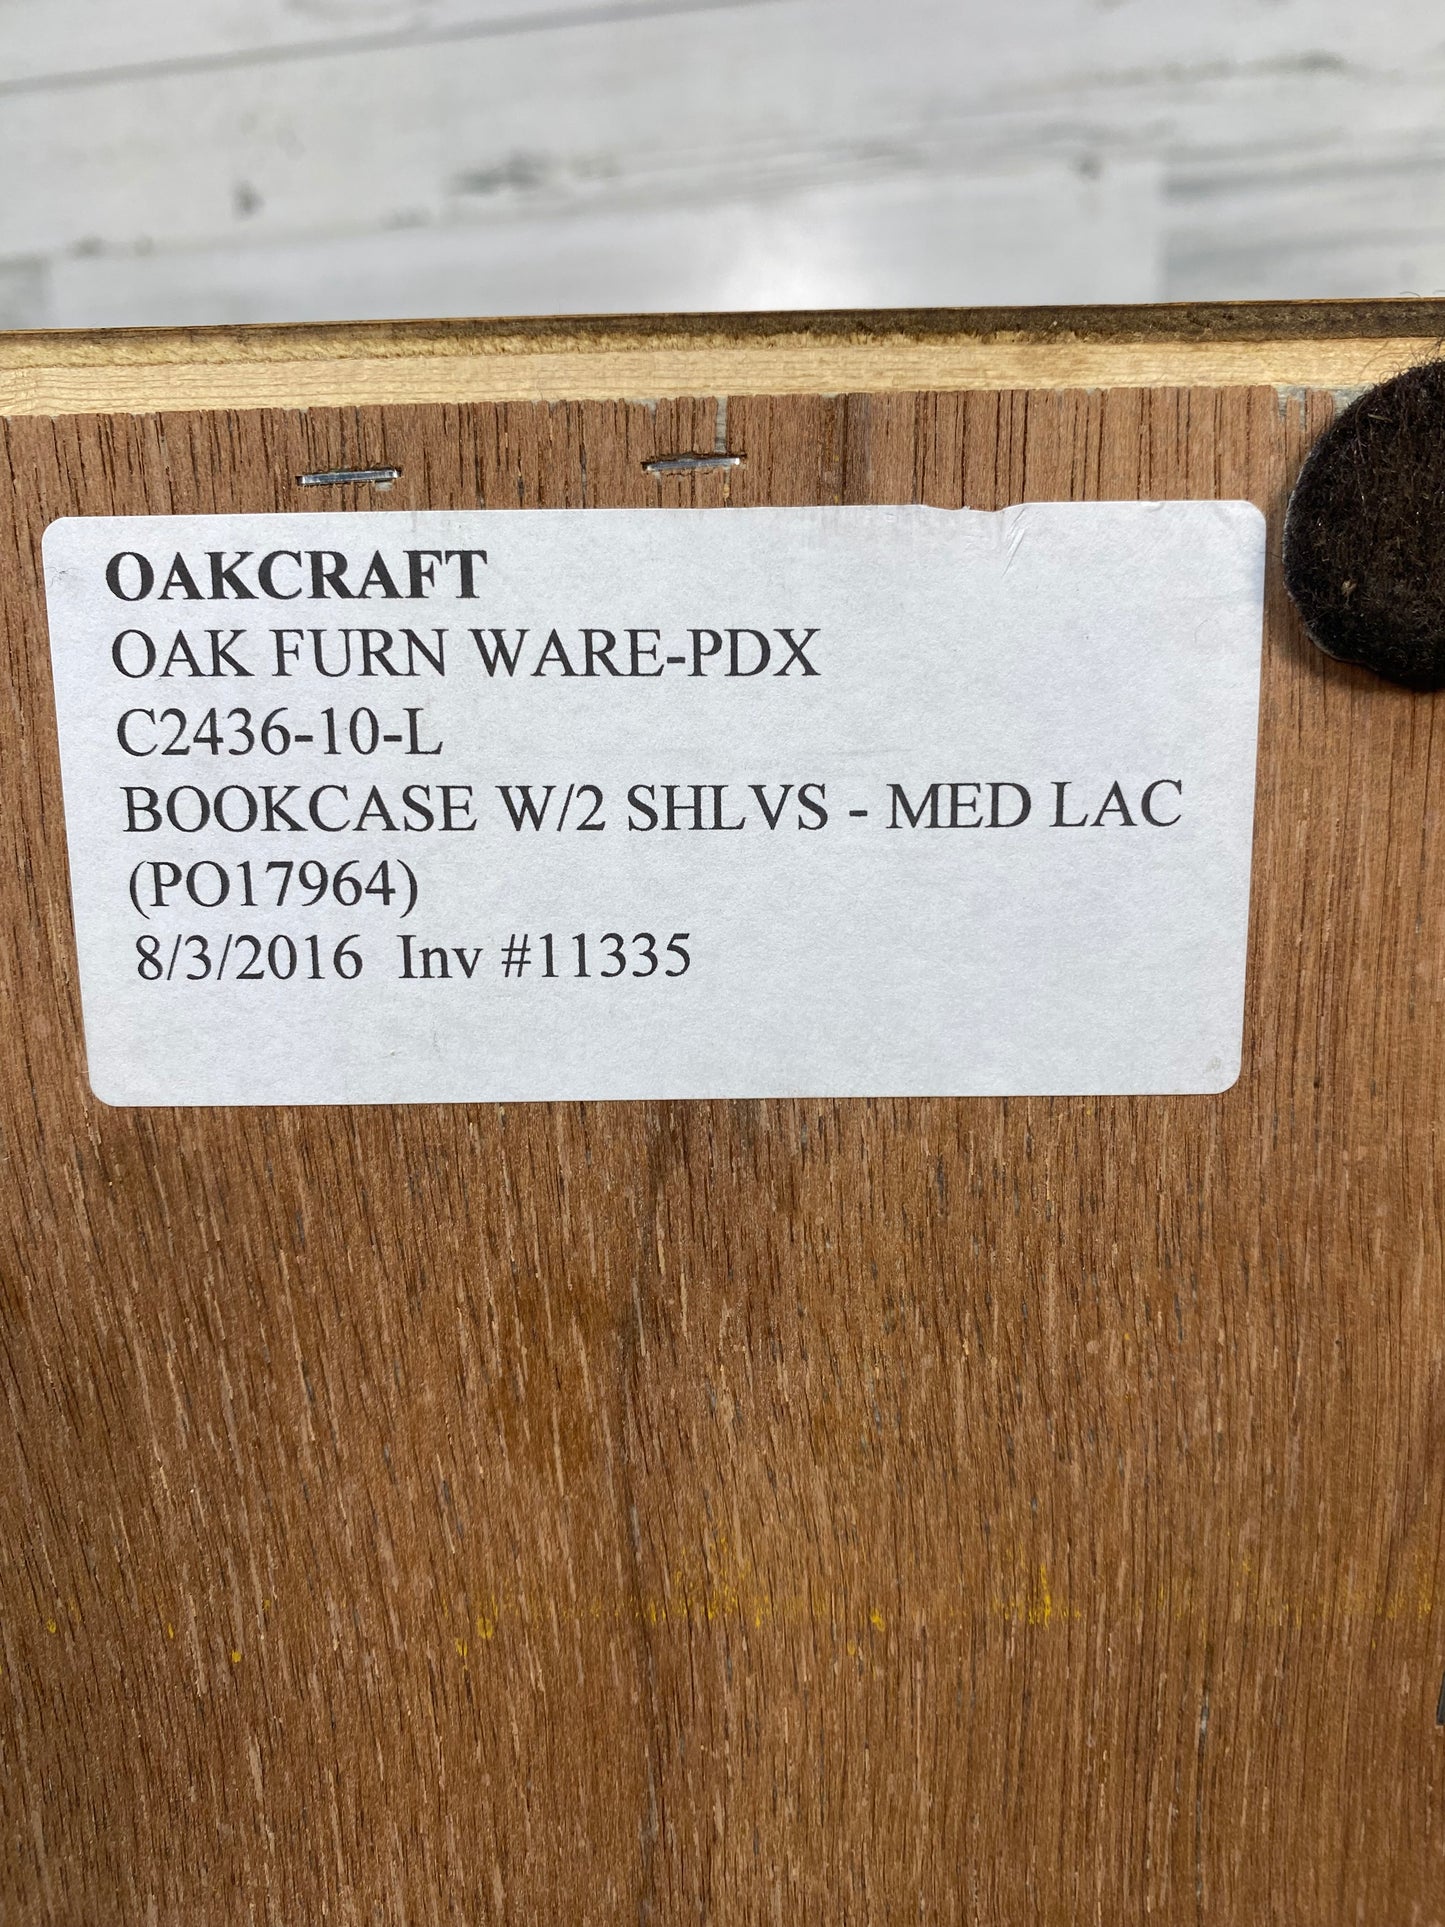 OAKCRAFT
OAK FURN WARE-PDX
C2436-10-L
BOOKCASE W/2 SHLVS - MED LAC
(PO17964)
8/3/2016 Inv #11335